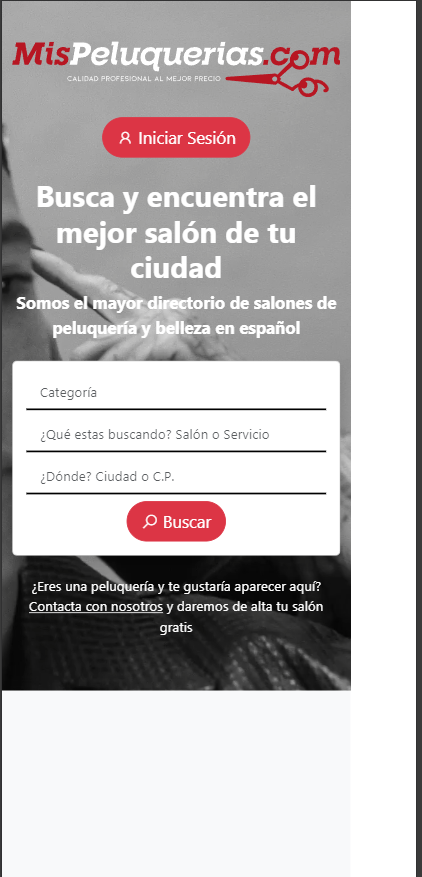 MisPeluquerias.com
CALIDAD PROFESIONAL AL MEJOR PRECIO
Iniciar Sesión
Busca y encuentra el
mejor salón de tu
ciudad
Somos el mayor directorio de salones de
peluquería y belleza en español
Categoría
¿Qué estas buscando? Salón o Servicio
¿Dónde? Ciudad o C.P.
Buscar
¿Eres una peluquería y te gustaría aparecer aquí?
Contacta con nosotros y daremos de alta tu salón
gratis